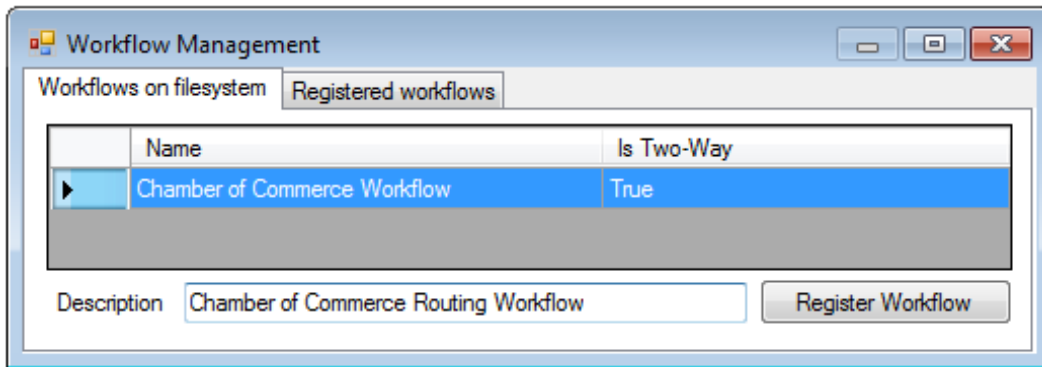 Workflow Management
Workflows on filesystem Registered workflows
Name Is Two-Way
Chamber of Commerce Workflow True
Description Chamber of Commerce Routing Workflow Register Workflow